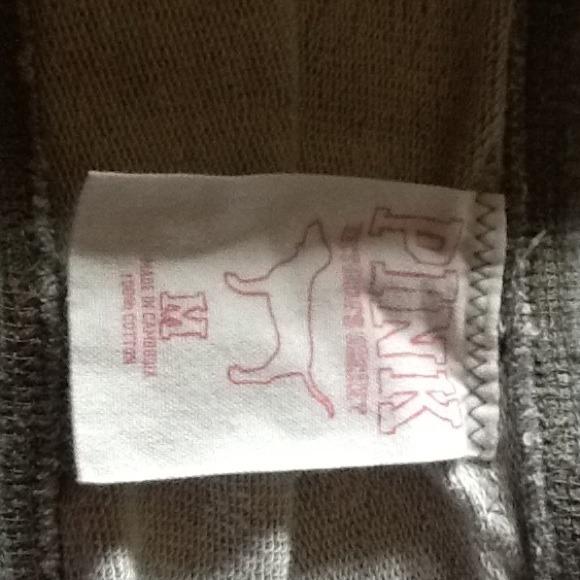 PINK
VICTORIA'S SECRET
M
MADE IN CAMBODIA
100% COTTON